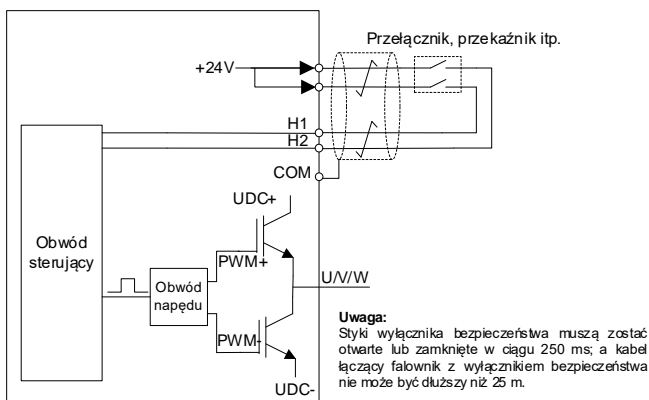 Przełącznik, przekaźnik itp.
+24V
H1
H2
COM
UDC+
Obwód
sterujący
PWM+
Obwód
napędu
U/V/W
PWM-
UDC-
Uwaga:
Styki wyłącznika bezpieczeństwa muszą zostać
otwarte lub zamknięte w ciągu 250 ms; a kabel
łączący falownik z wyłącznikiem bezpieczeństwa
nie może być dłuższy niż 25 m.